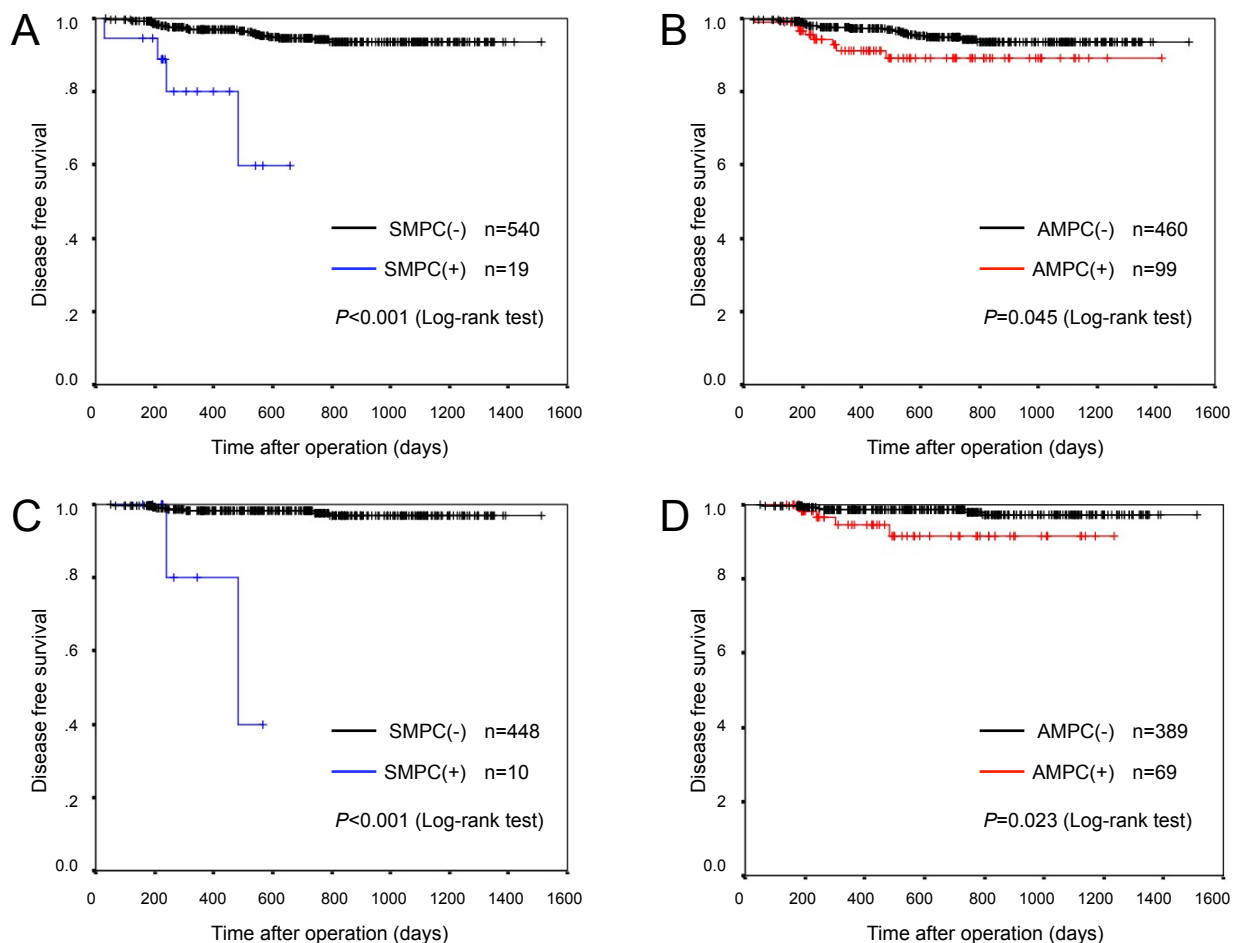 A
Disease free survival
1.0
.8
.6
.4
.2
0.0
SMPC(-) n=540
SMPC(+) n=19
P<0.001 (Log-rank test)
0 200 400 600 800 1000 1200 1400 1600
Time after operation (days)
B
Disease free survival
1.0
8
6
4
2
0.0
AMPC(-) n=460
AMPC(+) n=99
P=0.045 (Log-rank test)
0 200 400 600 800 1000 1200 1400 1600
Time after operation (days)
C
Disease free survival
1.0
.8
.6
.4
.2
0.0
SMPC(-) n=448
SMPC(+) n=10
P<0.001 (Log-rank test)
0 200 400 600 800 1000 1200 1400 1600
Time after operation (days)
D
Disease free survival
1.0
8
6
4
2
0.0
AMPC(-) n=389
AMPC(+) n=69
P=0.023 (Log-rank test)
0 200 400 600 800 1000 1200 1400 1600
Time after operation (days)